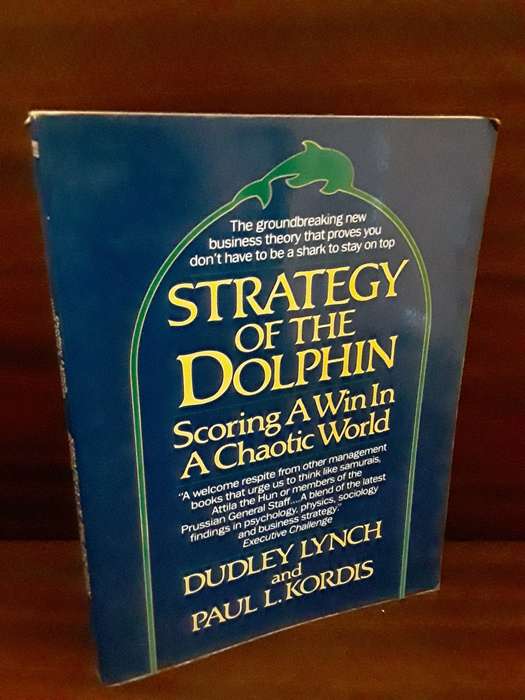 The groundbreaking new
business theory that proves you
don't have to be a shark to stay on top
STRATEGY
OF THE
DOLPHIN
Scoring A Win In
A Chaotic World
"A welcome respite from other management
books that urge us to think like samurais,
Attila the Hun or members of the
Prussian General Staff....A blend of the latest
findings in psychology, physics, sociology
and business strategy."
Executive Challenge
DUDLEY LYNCH
and
PAUL L. KORDIS